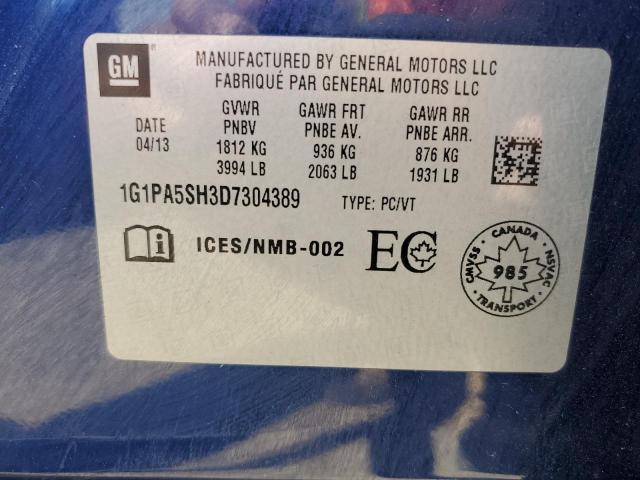 GM
MANUFACTURED BY GENERAL MOTORS LLC
FABRIQUÉ PAR GENERAL MOTORS LLC
DATE
04/13
GVWR
PNBV
1812 KG
3994 LB
GAWR FRT
PNBE AV.
936 KG
2063 LB
GAWR RR
PNBE ARR.
876 KG
1931 LB
1G1PA5SH3D7304389 TYPE: PC/VT
i ICES/NMB-002 EC
CANADA
CMVSS
NSVAC
985
TRANSPORT